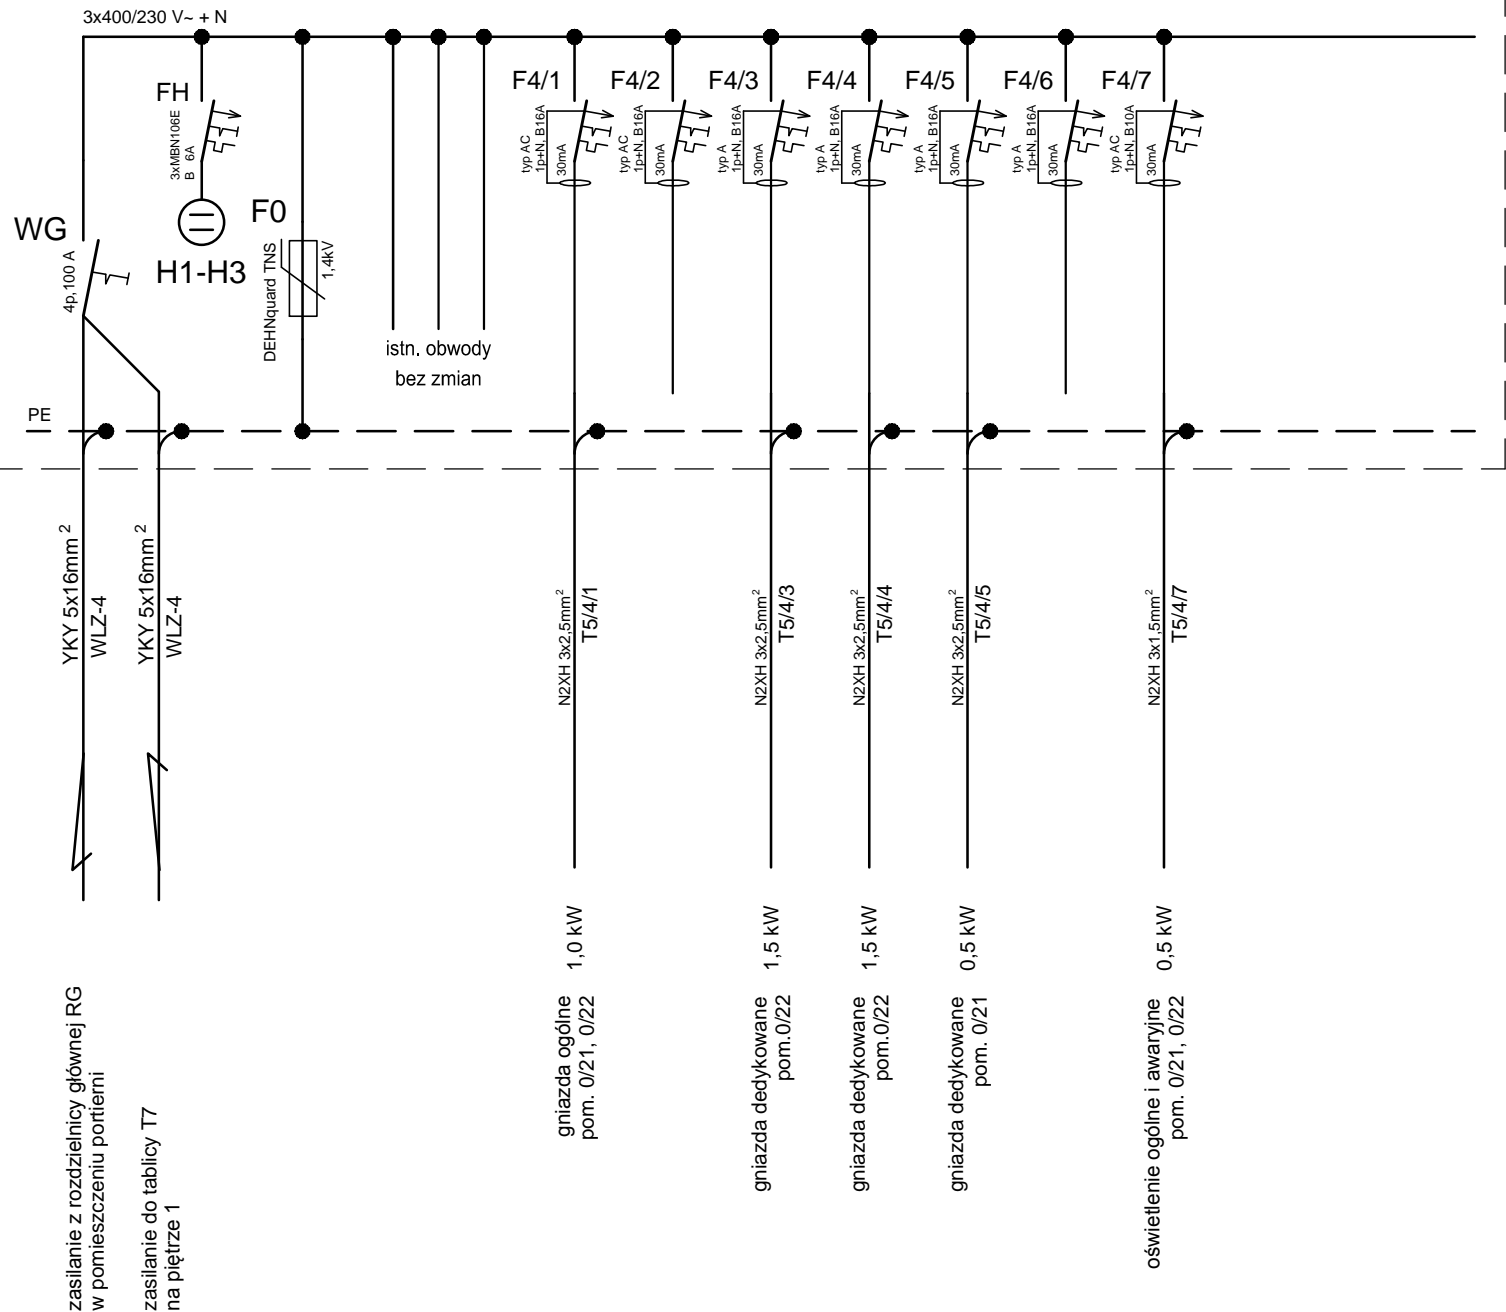 3x400/230 V~ + N
WG
4p,100 A
FH
3xMBN106E
B 6A
H1-H3
F0
DEHNquard TNS
1,4kV
istn. obwody
bez zmian
F4/1
typ AC
1p+N, B16A
30mA
F4/2
typ AC
1p+N, B16A
30mA
F4/3
typ A
1p+N, B16A
30mA
F4/4
typ A
1p+N, B16A
30mA
F4/5
typ A
1p+N, B16A
30mA
F4/6
typ A
1p+N, B16A
30mA
F4/7
typ AC
1p+N, B10A
30mA
PE
YKY 5x16mm²
WLZ-4
YKY 5x16mm²
WLZ-4
N2XH 3x2,5mm²
T5/4/1
N2XH 3x2,5mm²
T5/4/3
N2XH 3x2,5mm²
T5/4/4
N2XH 3x2,5mm²
T5/4/5
N2XH 3x1,5mm²
T5/4/7
zasilanie z rozdzielnicy głównej RG
w pomieszczeniu portierni
zasilanie do tablicy T7
na piętrze 1
gniazda ogólne 1,0 kW
pom. 0/21, 0/22
gniazda dedykowane 1,5 kW
pom.0/22
gniazda dedykowane 1,5 kW
pom.0/22
gniazda dedykowane 0,5 kW
pom. 0/21
oświetlenie ogólne i awaryjne 0,5 kW
pom. 0/21, 0/22